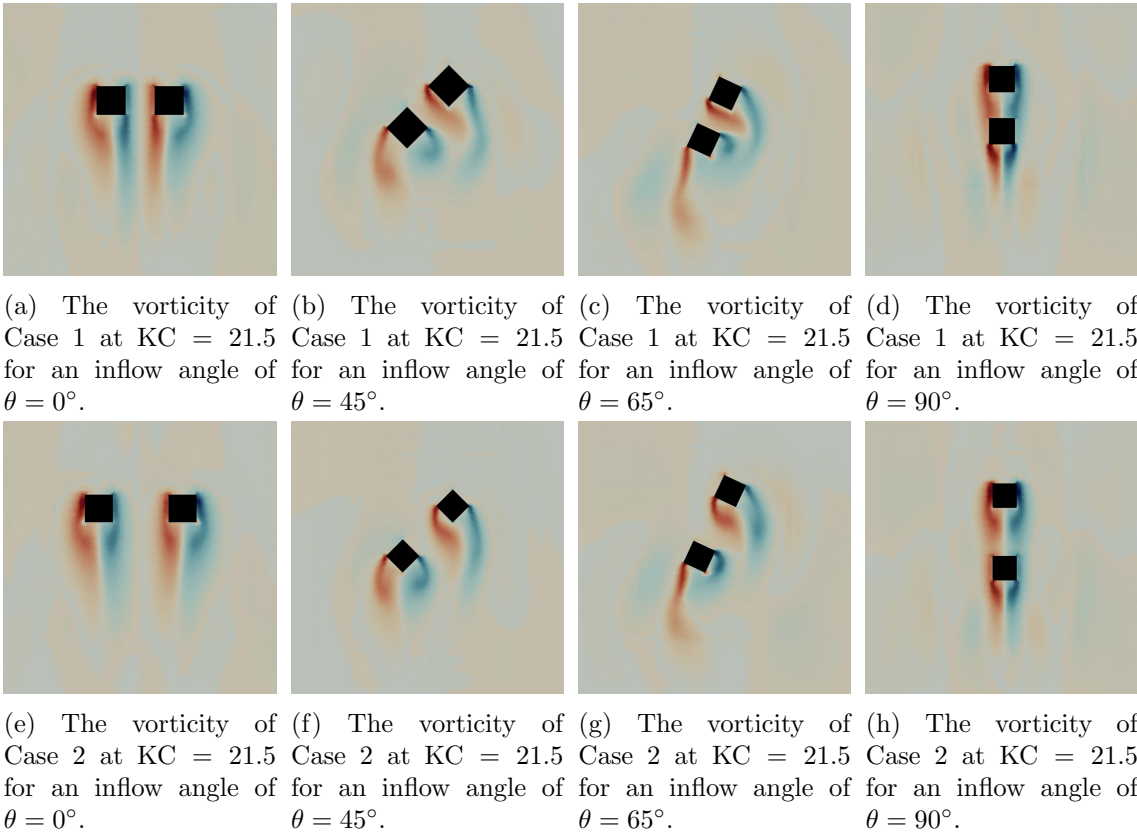 (a) The vorticity of
Case 1 at KC = 21.5
for an inflow angle of
θ = 0°.
(b) The vorticity of
Case 1 at KC = 21.5
for an inflow angle of
θ = 45°.
(c) The vorticity of
Case 1 at KC = 21.5
for an inflow angle of
θ = 65°.
(d) The vorticity of
Case 1 at KC = 21.5
for an inflow angle of
θ = 90°.
(e) The vorticity of
Case 2 at KC = 21.5
for an inflow angle of
θ = 0°.
(f) The vorticity of
Case 2 at KC = 21.5
for an inflow angle of
θ = 45°.
(g) The vorticity of
Case 2 at KC = 21.5
for an inflow angle of
θ = 65°.
(h) The vorticity of
Case 2 at KC = 21.5
for an inflow angle of
θ = 90°.